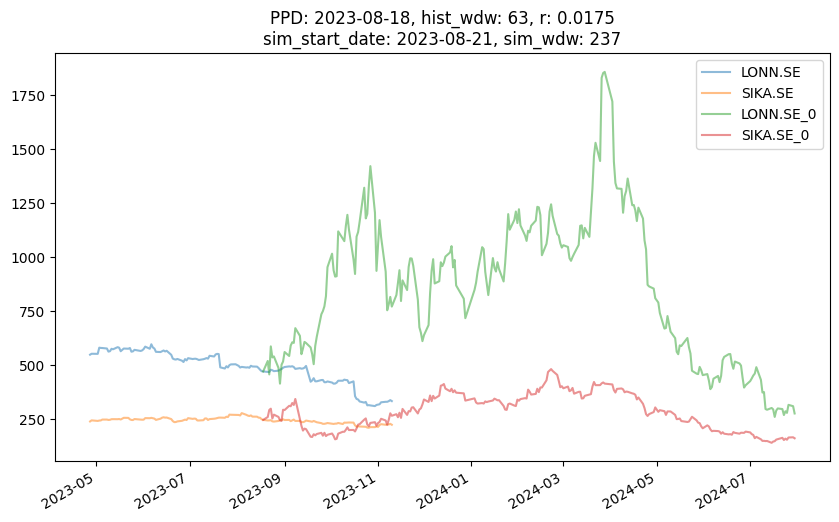 PPD: 2023-08-18, hist_wdw: 63, r: 0.0175
sim_start_date: 2023-08-21, sim_wdw: 237
LONN.SE
SIKA.SE
LONN.SE_0
SIKA.SE_0
1750
1500
1250
1000
750
500
250
2023-05
2023-07
2023-09
2023-11
2024-01
2024-03
2024-05
2024-07